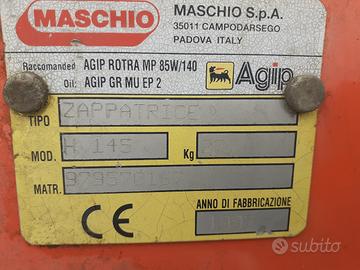 MASCHIO
MASCHIO S.p.A.
35011 CAMPODARSEGO
PADOVA ITALY
Raccomanded AGIP ROTRA MP 85W/140
Oil: AGIP GR MU EP 2
Agip
TIPO ZAPPATRICE
MOD. H 145 Kg
MATR.
ANNO DI FABBRICAZIONE
CE
subito